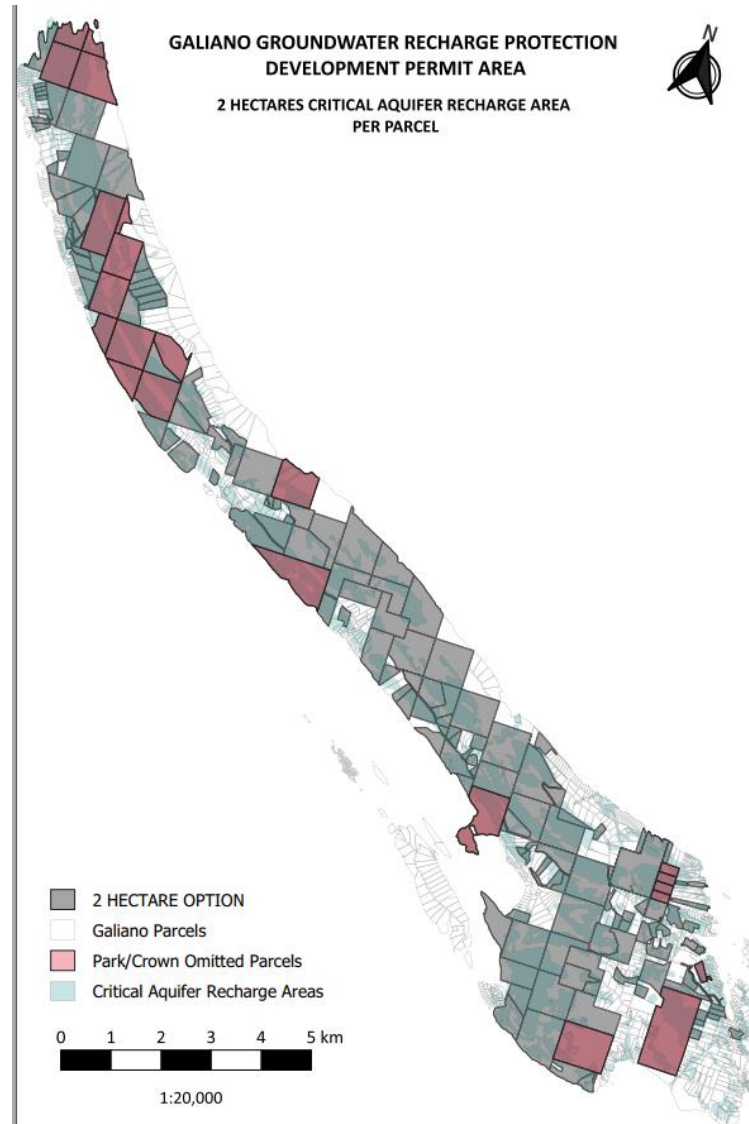 GALIANO GROUNDWATER RECHARGE PROTECTION
DEVELOPMENT PERMIT AREA
2 HECTARES CRITICAL AQUIFER RECHARGE AREA
PER PARCEL
N
2 HECTARE OPTION
Galiano Parcels
Park/Crown Omitted Parcels
Critical Aquifer Recharge Areas
0 1 2 3 4 5 km
1:20,000